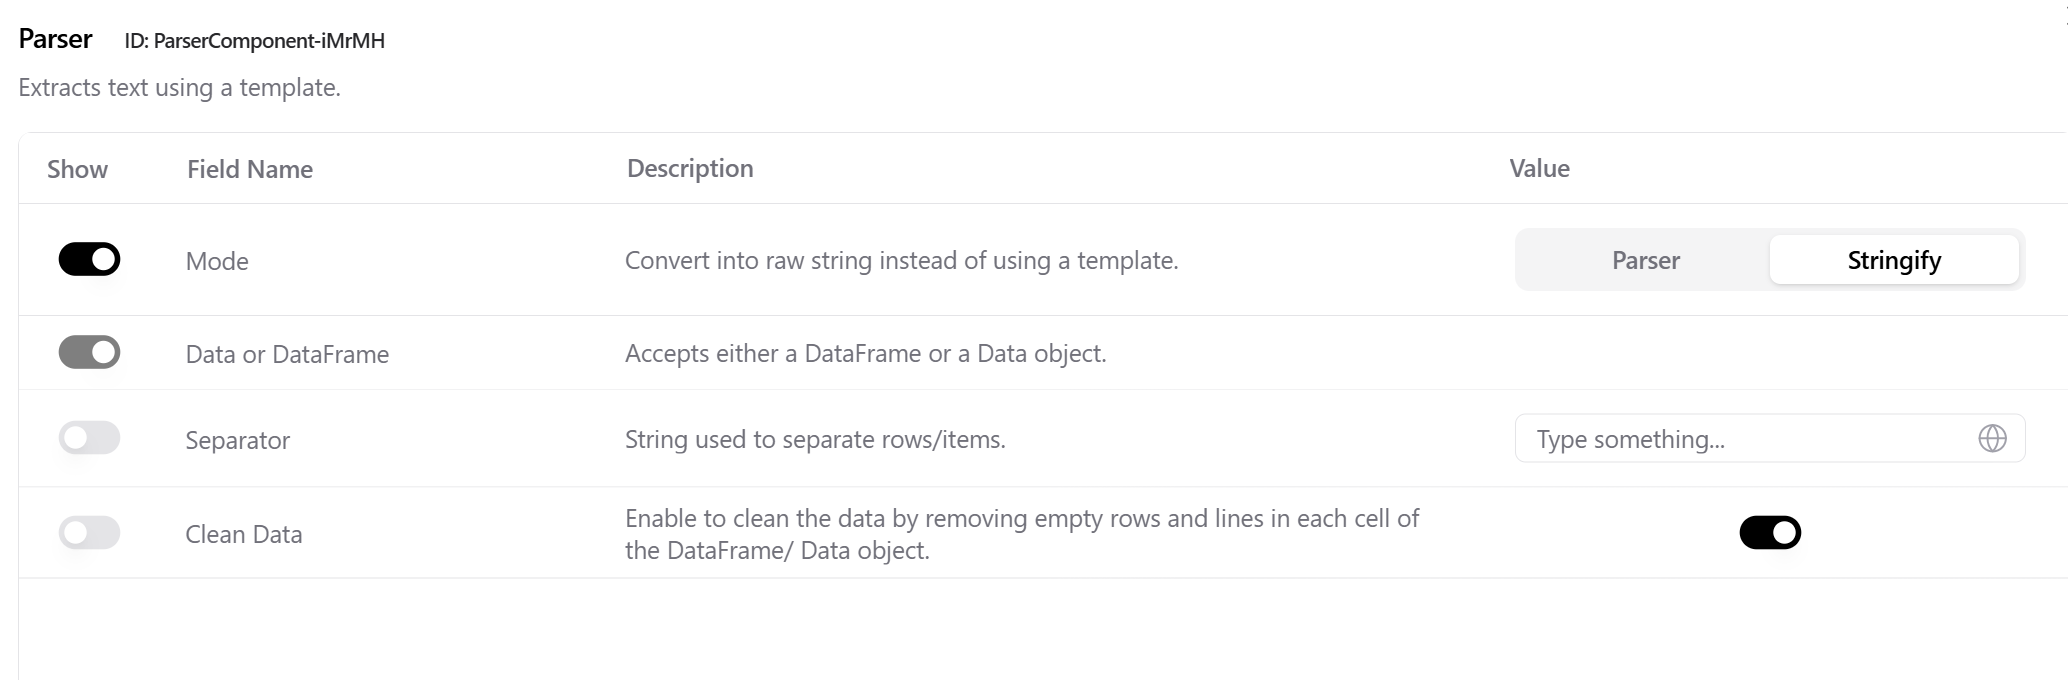 Parser ID: ParserComponent-iMrMH
Extracts text using a template.
Show Field Name Description Value
Mode Convert into raw string instead of using a template. Parser Stringify
Data or DataFrame Accepts either a DataFrame or a Data object.
Separator String used to separate rows/items. Type something...
Clean Data Enable to clean the data by removing empty rows and lines in each cell of
the DataFrame/ Data object.